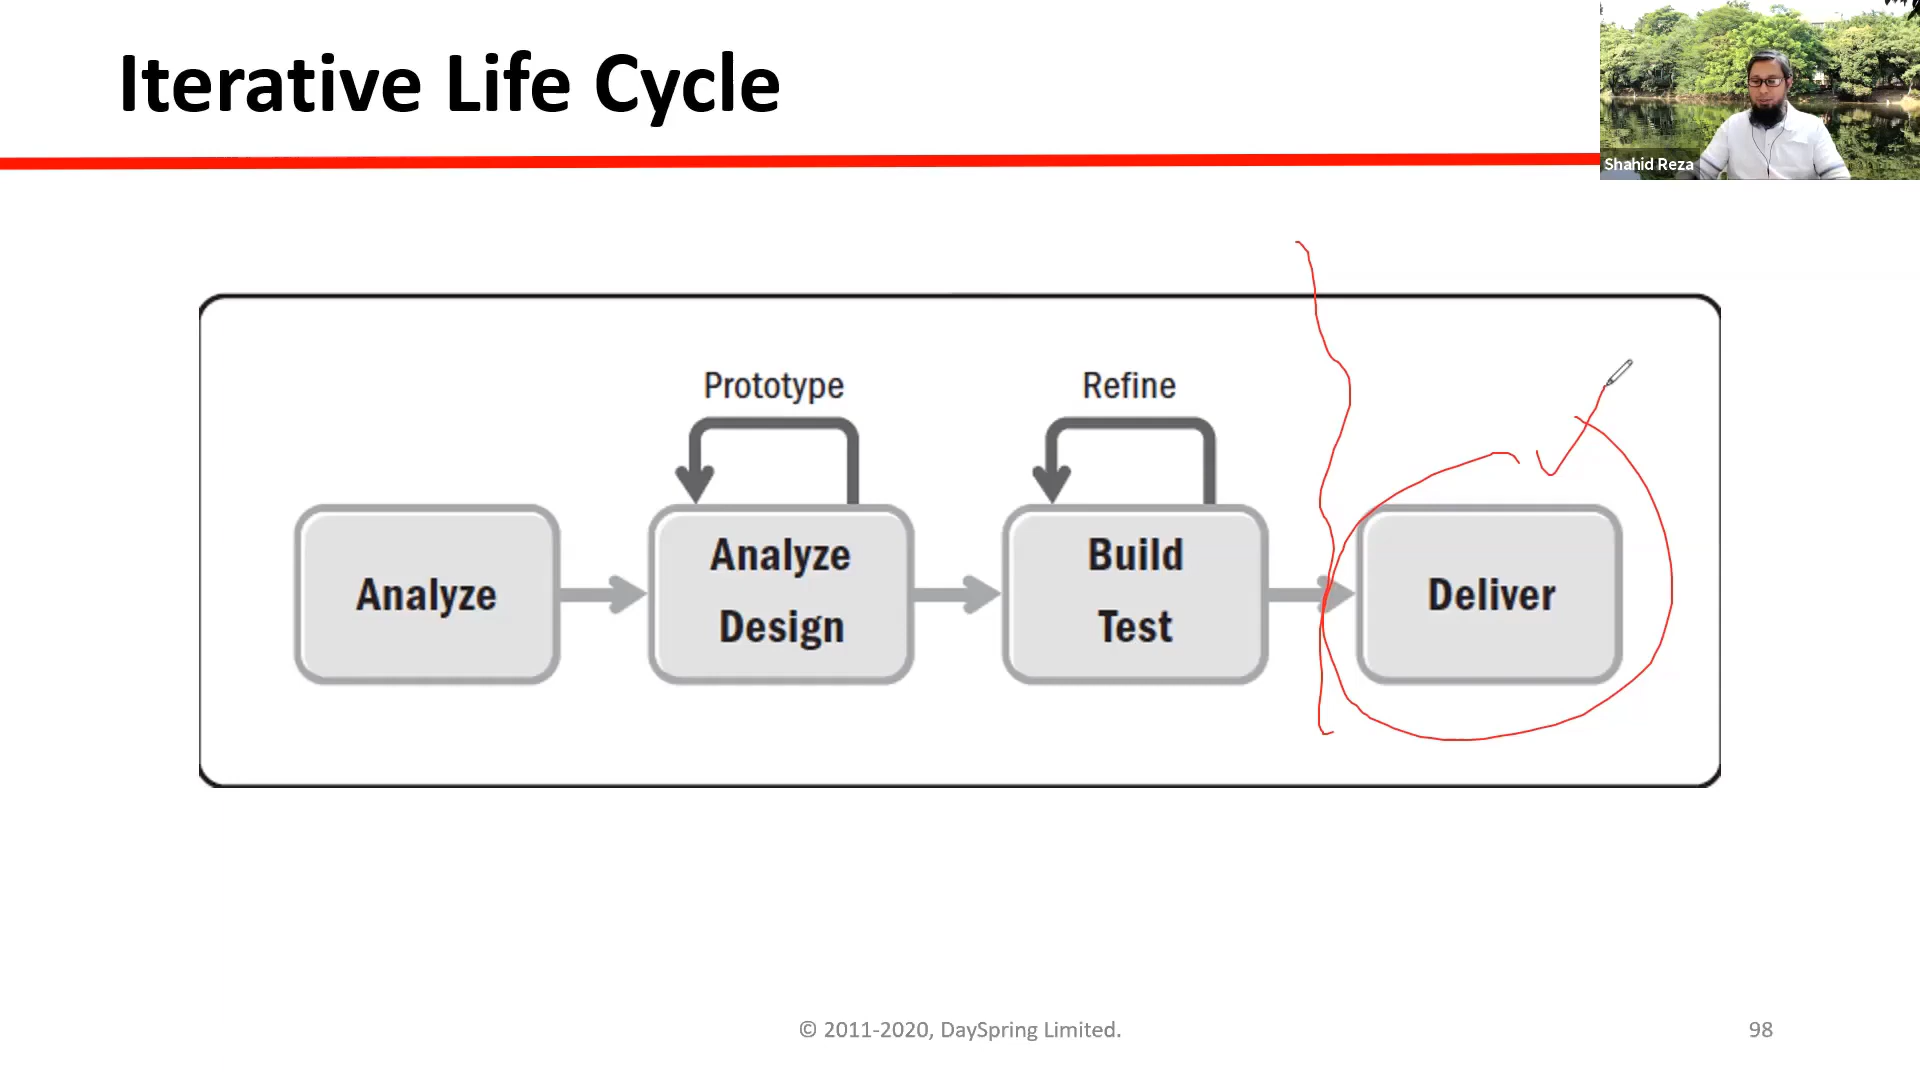 Iterative Life Cycle
Shahid Reza
Prototype
Refine
Analyze
Analyze
Design
Build
Test
Deliver
© 2011-2020, DaySpring Limited.
98